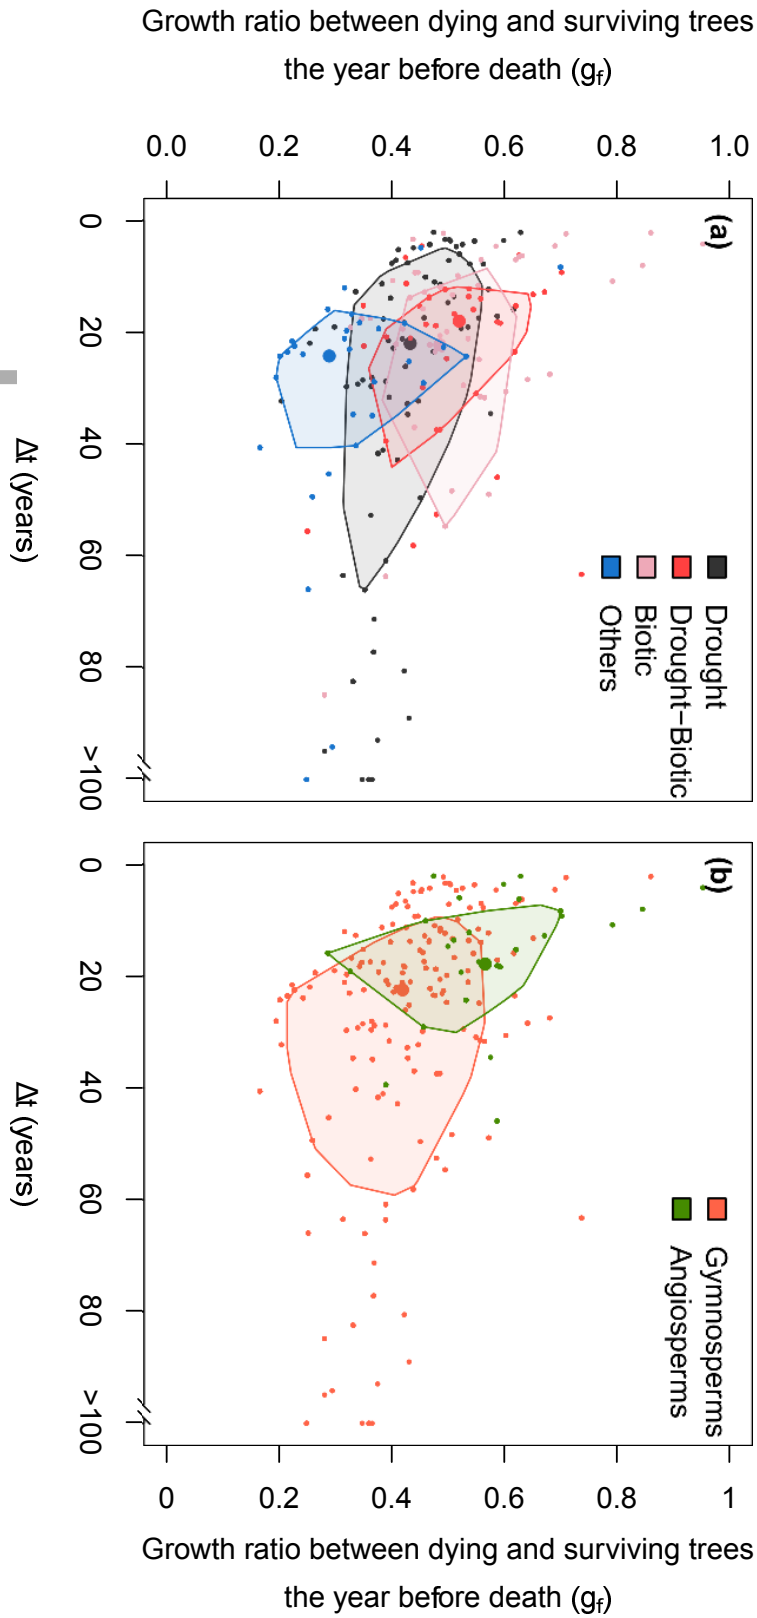 Growth ratio between dying and surviving trees
the year before death (gf)
0.0 0.2 0.4 0.6 0.8 1.0
(a)
0
20
40
60
80
>100
Δt (years)
Drought
Drought−Biotic
Biotic
Others
(b)
0
20
40
60
80
>100
Δt (years)
Gymnosperms
Angiosperms
0 0.2 0.4 0.6 0.8 1
Growth ratio between dying and surviving trees
the year before death (gf)